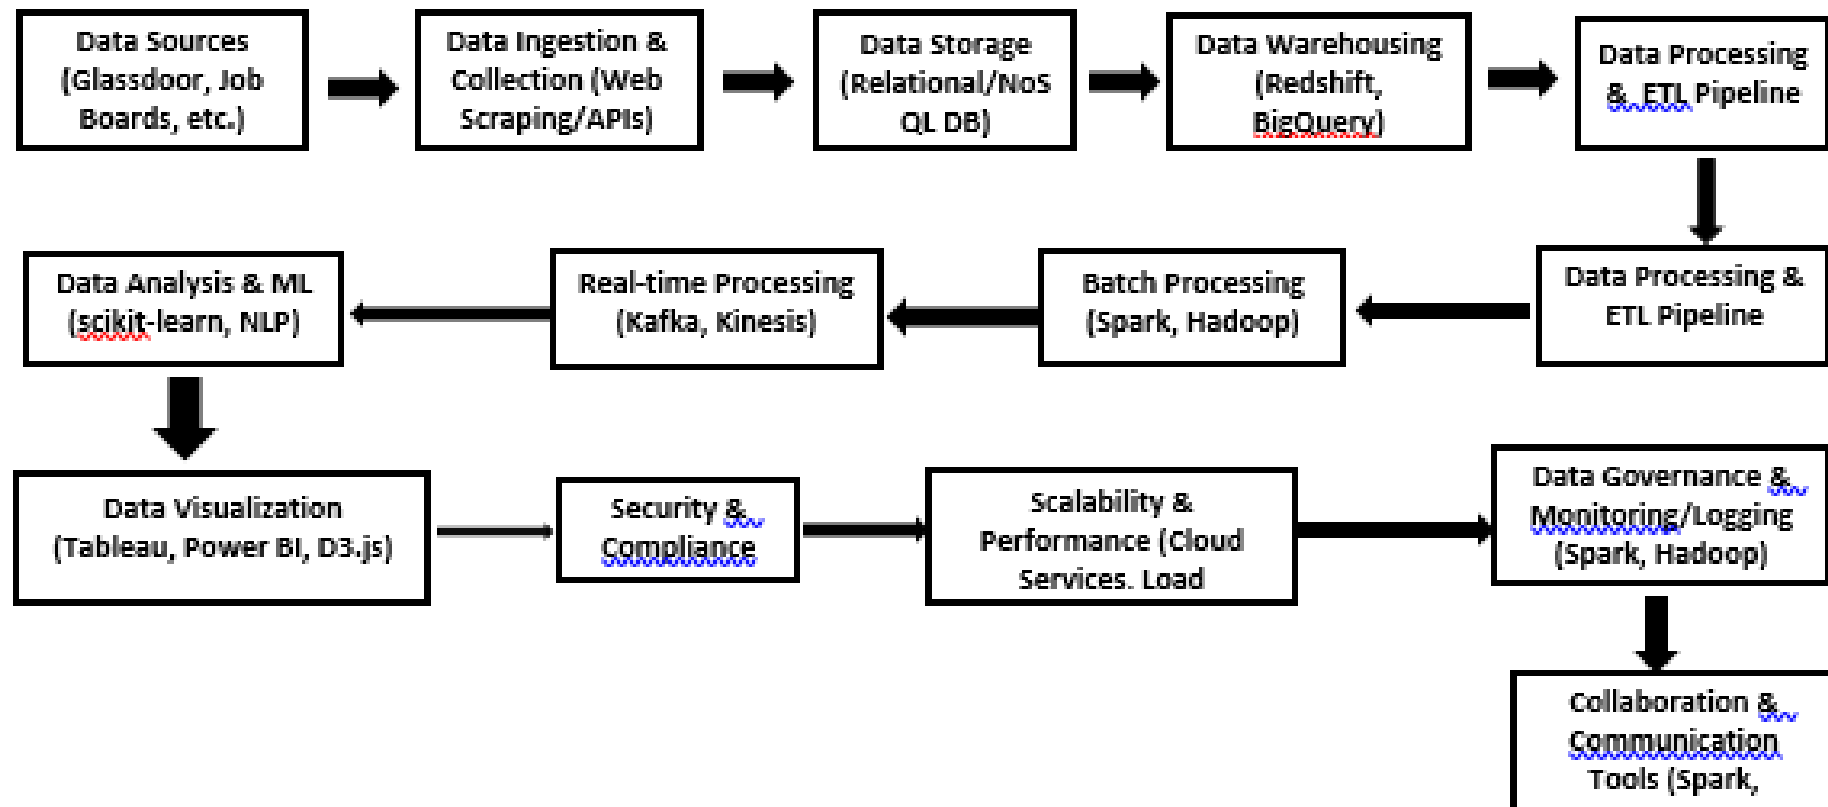 Data Sources
(Glassdoor, Job
Boards, etc.)
Data Ingestion &
Collection (Web
Scraping/APIs)
Data Storage
(Relational/NoS
QL DB)
Data Warehousing
(Redshift,
BigQuery)
Data Processing
& ETL Pipeline
Data Processing &
ETL Pipeline
Batch Processing
(Spark, Hadoop)
Real-time Processing
(Kafka, Kinesis)
Data Analysis & ML
(scikit-learn, NLP)
Data Visualization
(Tableau, Power BI, D3.js)
Security &
Compliance
Scalability &
Performance (Cloud
Services. Load
Data Governance &
Monitoring/Logging
(Spark, Hadoop)
Collaboration &
Communication
Tools (Spark,